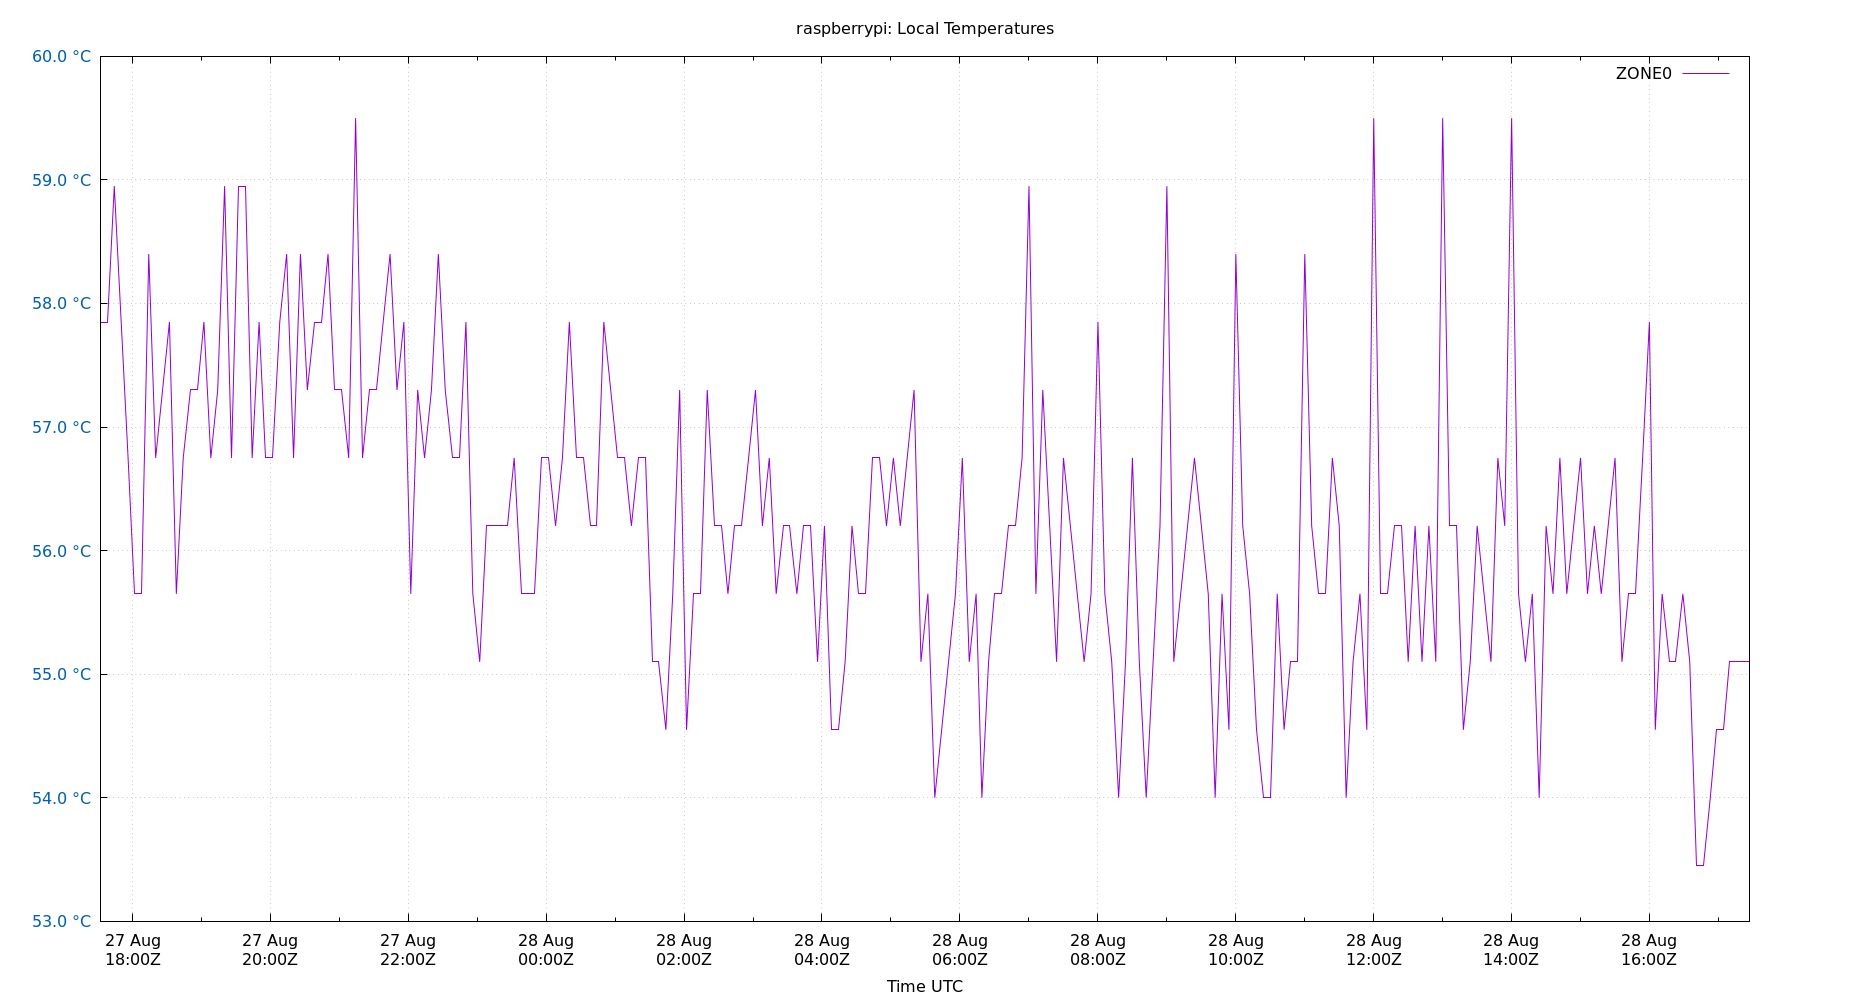 raspberrypi: Local Temperatures
60.0 °C
59.0 °C
58.0 °C
57.0 °C
56.0 °C
55.0 °C
54.0 °C
53.0 °C
ZONE0
27 Aug 27 Aug 27 Aug 28 Aug 28 Aug 28 Aug 28 Aug 28 Aug 28 Aug 28 Aug 28 Aug 28 Aug
18:00Z 20:00Z 22:00Z 00:00Z 02:00Z 04:00Z 06:00Z 08:00Z 10:00Z 12:00Z 14:00Z 16:00Z
Time UTC